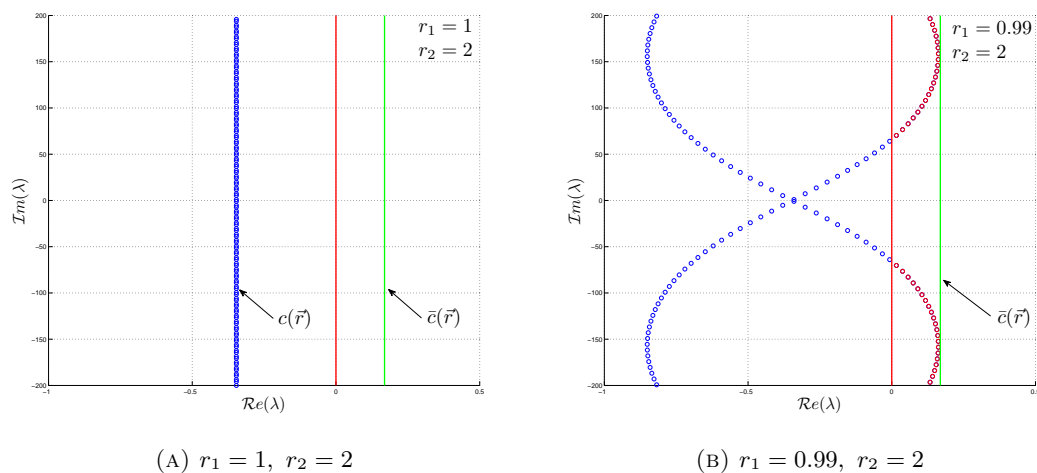 200
150
100
50
0
−50
−100
−150
−200
−1
−0.5
0
0.5
Im(λ)
Re(λ)
r₁ = 1
r₂ = 2
c(r⃗)
c̄(r⃗)
(A) r₁ = 1, r₂ = 2
200
150
100
50
0
−50
−100
−150
−200
−1
−0.5
0
0.5
Im(λ)
Re(λ)
r₁ = 0.99
r₂ = 2
c̄(r⃗)
(B) r₁ = 0.99, r₂ = 2